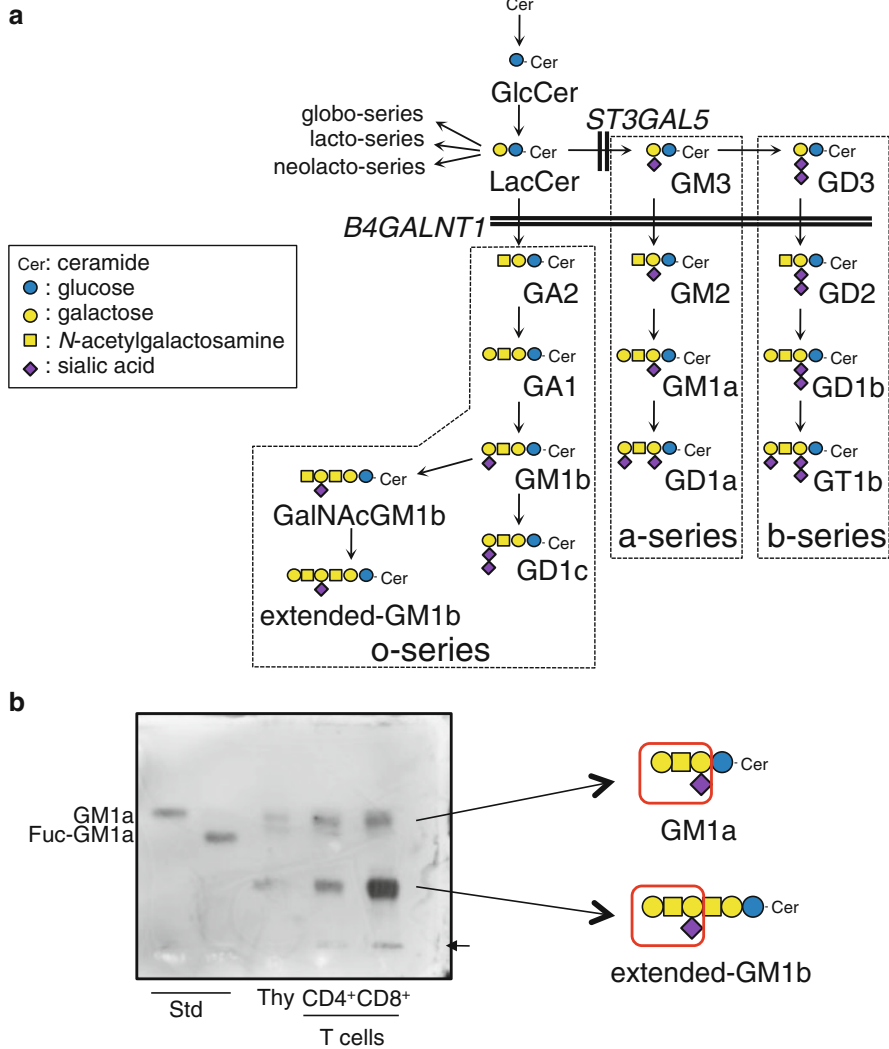 a
Cer
Cer
GlcCer
globo-series
lacto-series
neolacto-series
ST3GAL5
Cer
LacCer
Cer
GM3
Cer
GD3
B4GALNT1
Cer: ceramide
: glucose
: galactose
: N-acetylgalactosamine
: sialic acid
Cer
GA2
Cer
GM2
Cer
GD2
Cer
GA1
Cer
GM1a
Cer
GD1b
Cer
GM1b
Cer
GD1a
Cer
GT1b
Cer
GalNAcGM1b
Cer
GD1c
Cer
extended-GM1b
o-series
a-series
b-series
b
GM1a
Fuc-GM1a
Std
Thy
CD4+CD8+
T cells
Cer
GM1a
Cer
extended-GM1b